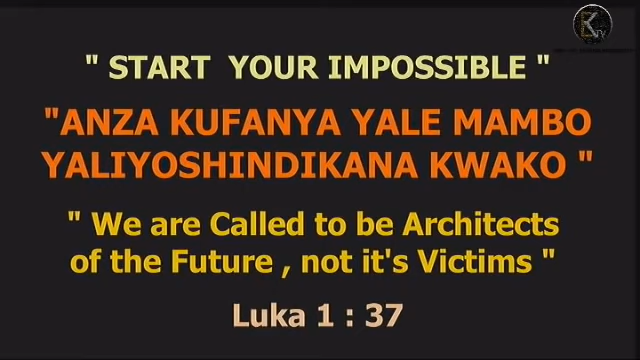 " START YOUR IMPOSSIBLE "
"ANZA KUFANYA YALE MAMBO
YALIYOSHINDIKANA KWAKO "
" We are Called to be Architects
of the Future , not it's Victims "
Luka 1 : 37